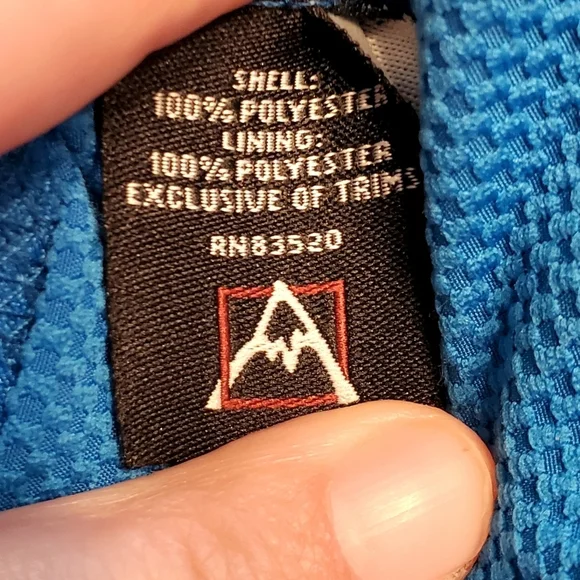 SHELL:
100% POLYESTER
LINING:
100% POLYESTER
EXCLUSIVE OF TRIMS
RN83520